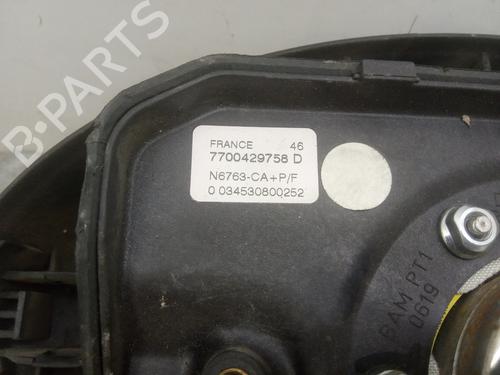 B-PARTS
FRANCE 46
7700429758 D
N6763-CA+P/F
0 034530800252
BAM PT1
0619